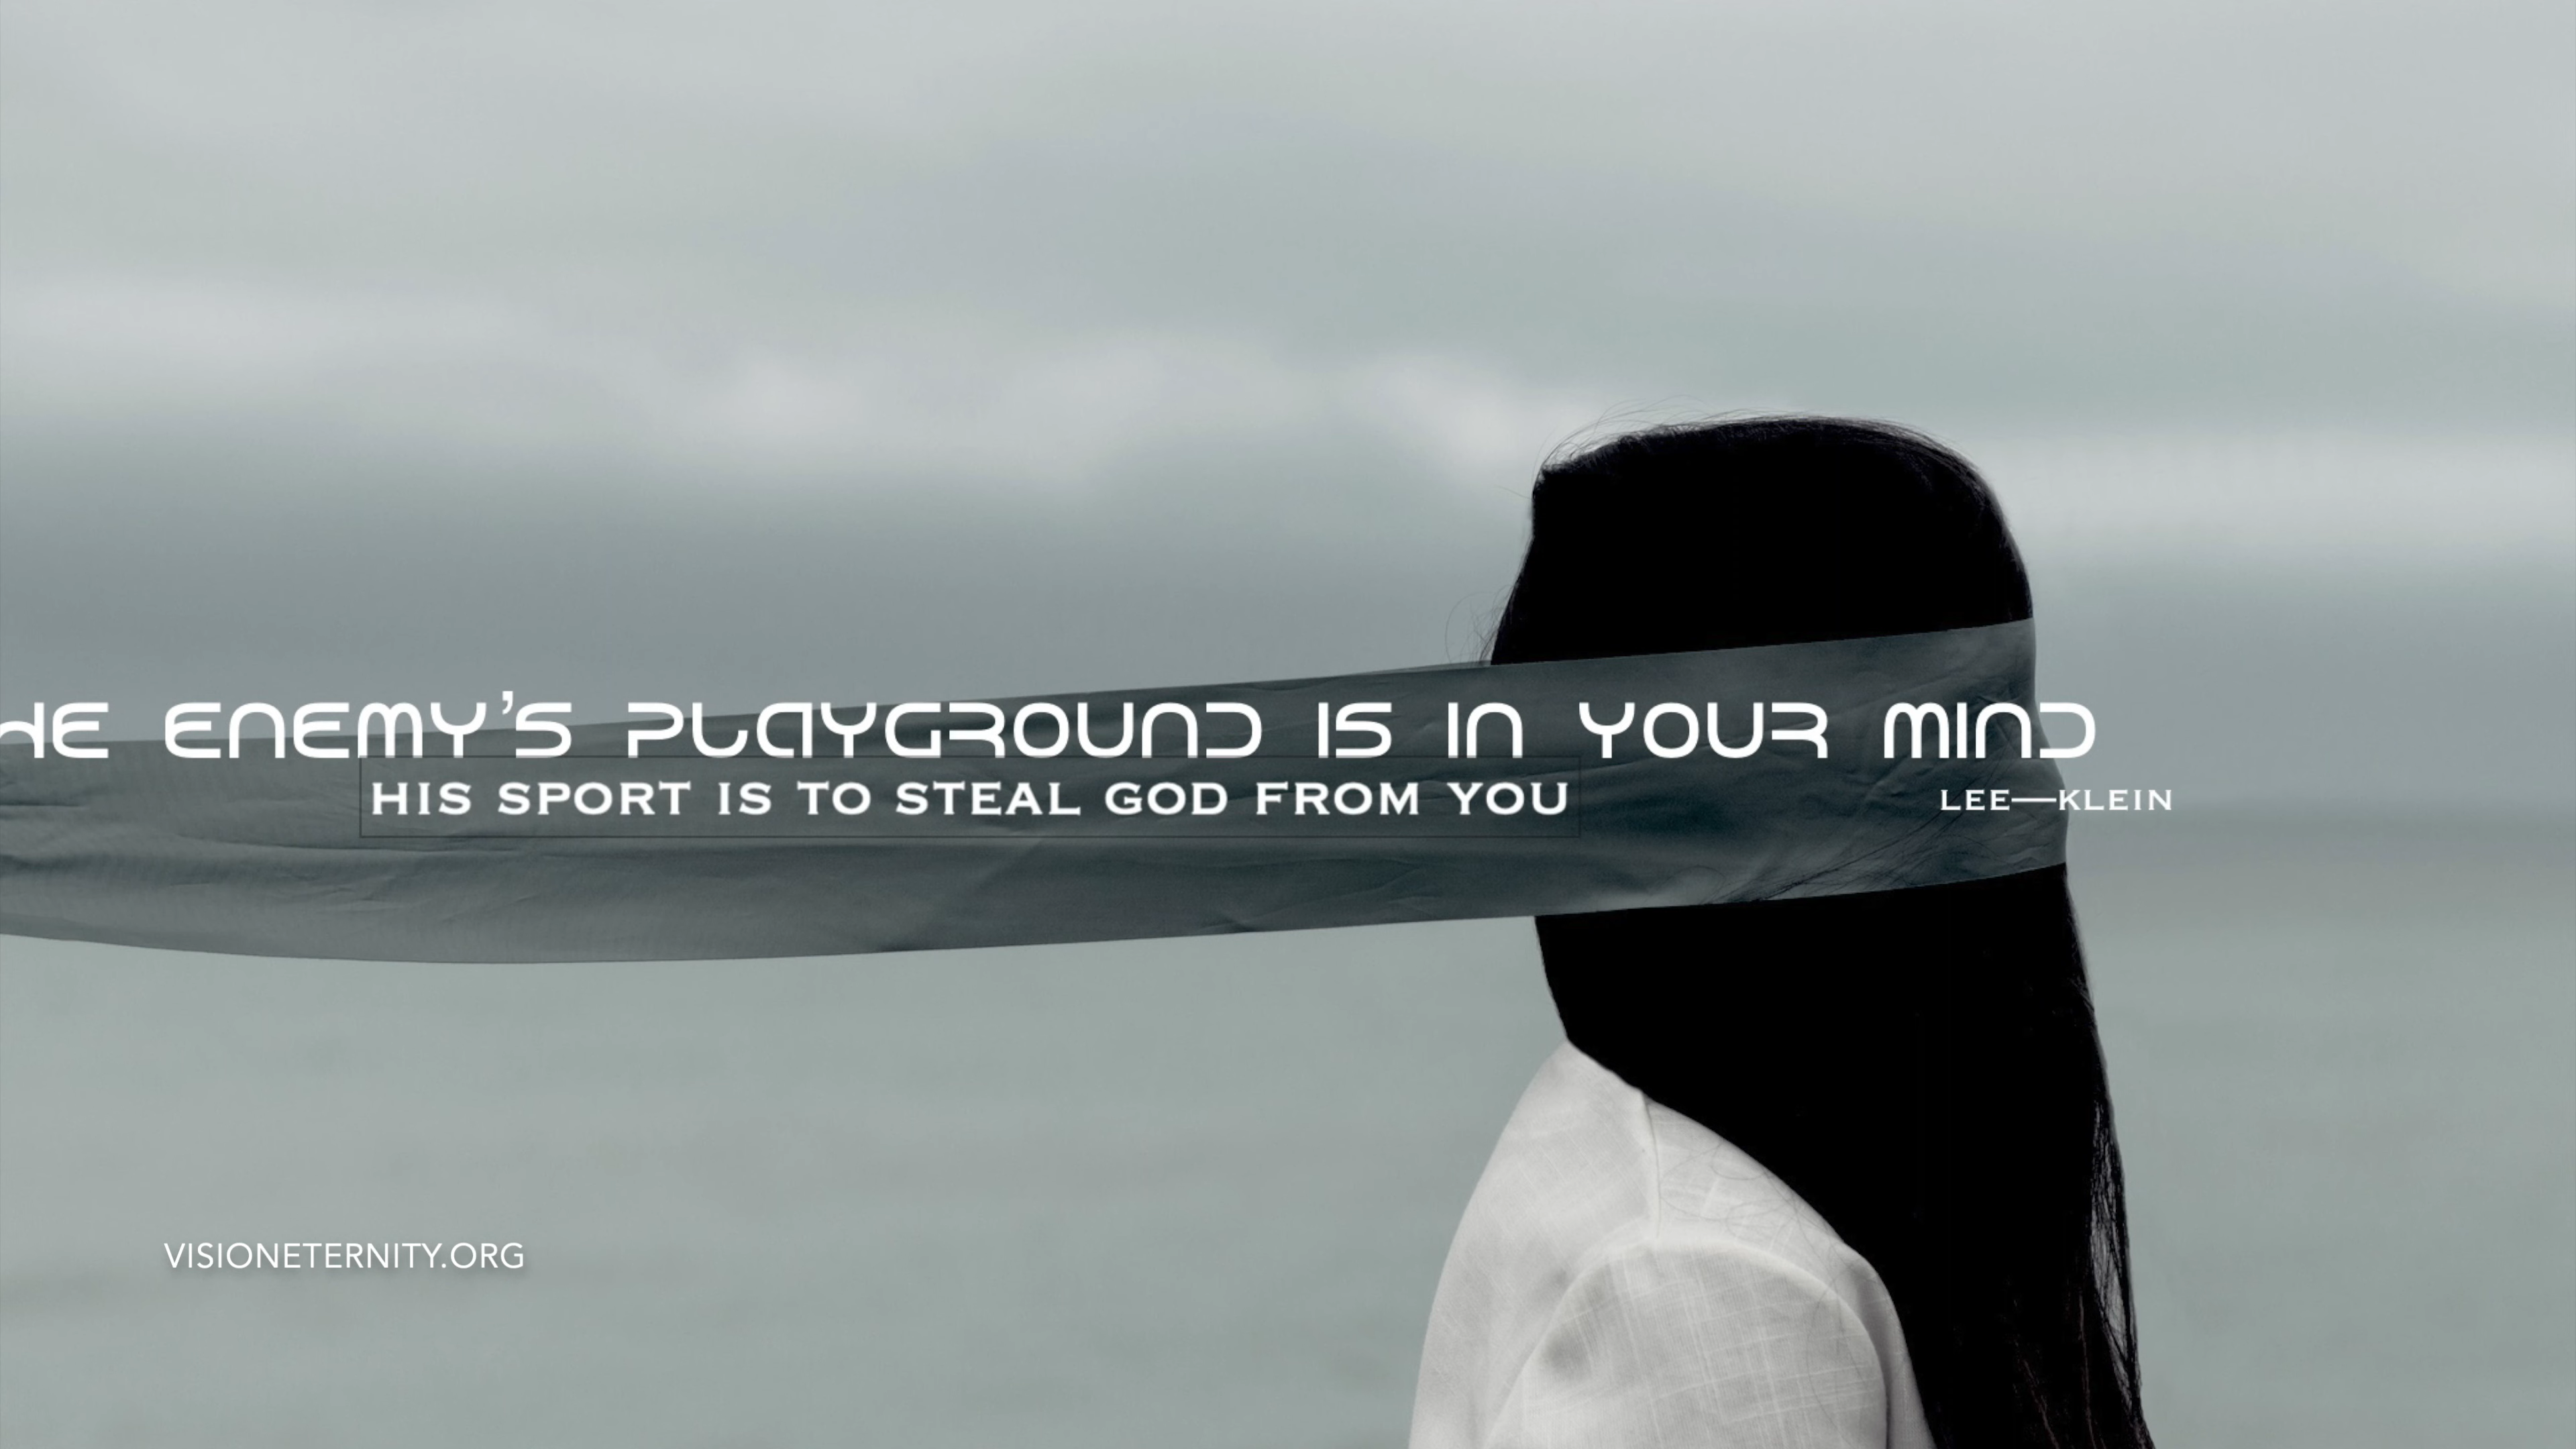 HE ENEMY'S PLAYGROUND IS IN YOUR MIND
HIS SPORT IS TO STEAL GOD FROM YOU
LEE—KLEIN
VISIONETERNITY.ORG